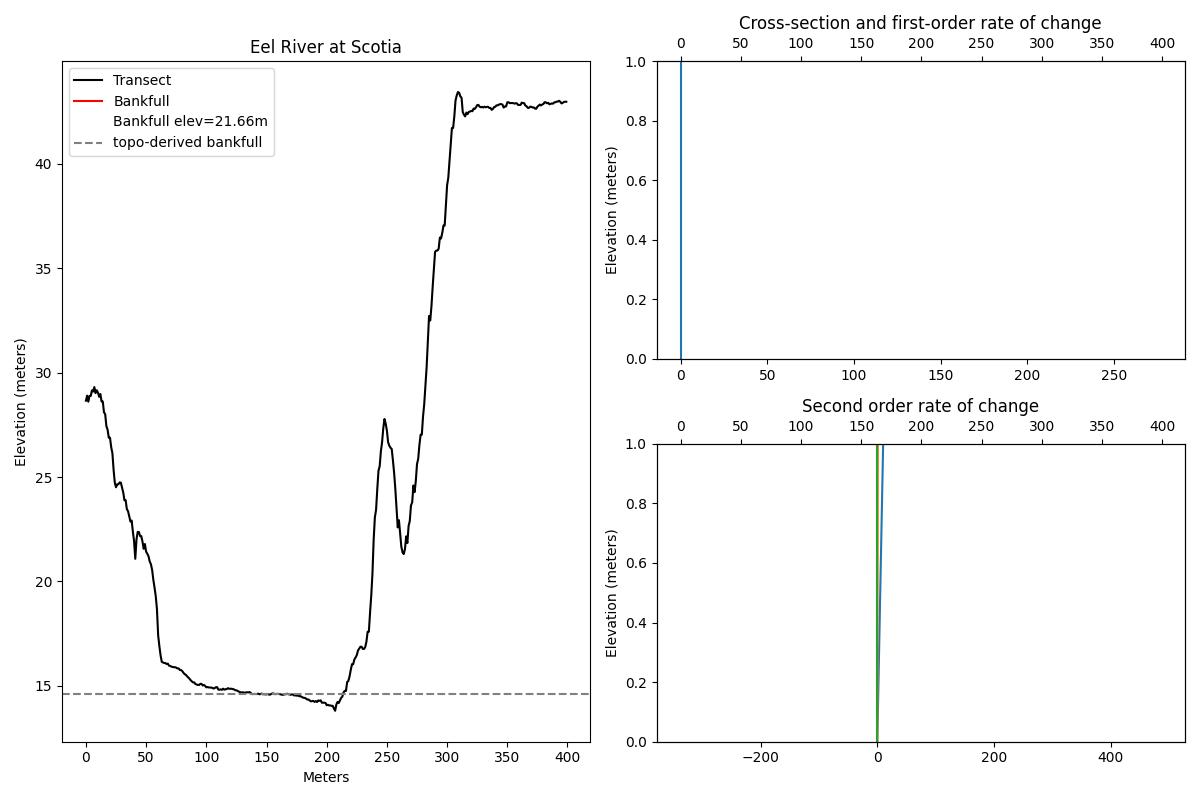 Eel River at Scotia
Transect
Bankfull
Bankfull elev=21.66m
topo-derived bankfull
40
35
30
25
20
15
Elevation (meters)
0 50 100 150 200 250 300 350 400
Meters
Cross-section and first-order rate of change
0 50 100 150 200 250 300 350 400
1.0
0.8
0.6
0.4
0.2
0.0
Elevation (meters)
0 50 100 150 200 250
Second order rate of change
0 50 100 150 200 250 300 350 400
1.0
0.8
0.6
0.4
0.2
0.0
Elevation (meters)
−200 0 200 400